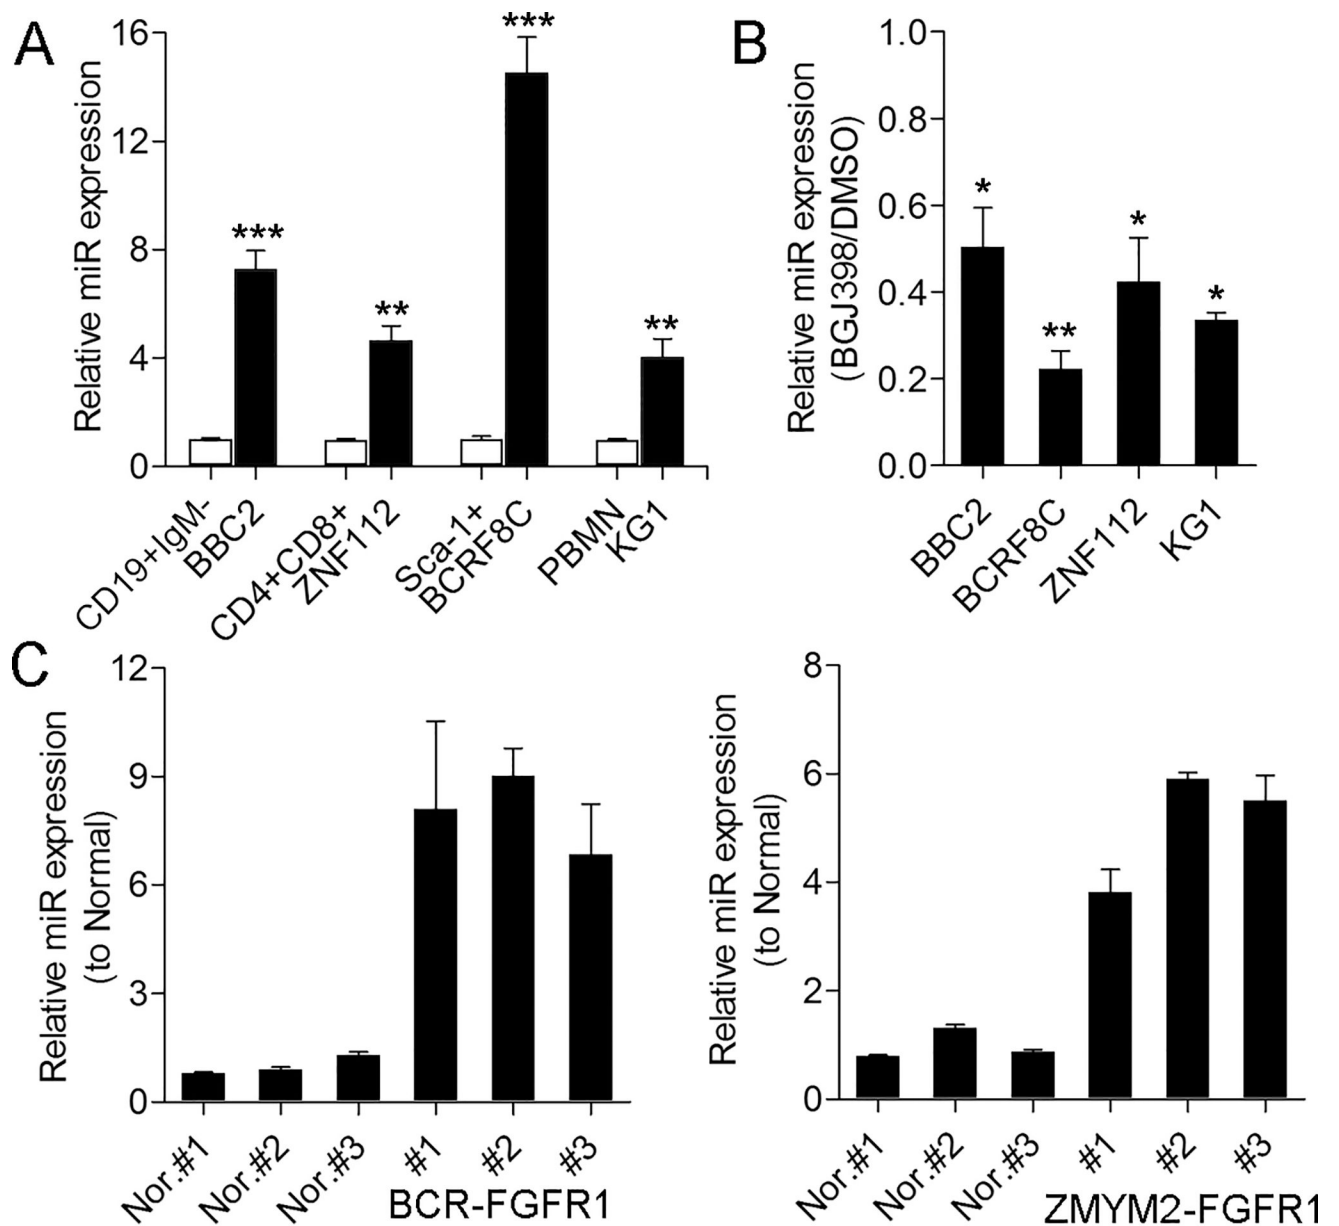 A
Relative miR expression
16
12
8
4
0
***
**
***
**
CD19+IgM-
BBC2
CD4+CD8+
ZNF112
Sca-1+
BCRF8C
PBMN
KG1
B
Relative miR expression
(BGJ398/DMSO)
1.0
0.8
0.6
0.4
0.2
0.0
*
**
*
*
BBC2
BCRF8C
ZNF112
KG1
C
Relative miR expression
(to Normal)
12
9
6
3
0
Nor.#1
Nor.#2
Nor.#3
#1
#2
#3
BCR-FGFR1
Relative miR expression
(to Normal)
8
6
4
2
0
Nor.#1
Nor.#2
Nor.#3
#1
#2
#3
ZMYM2-FGFR1